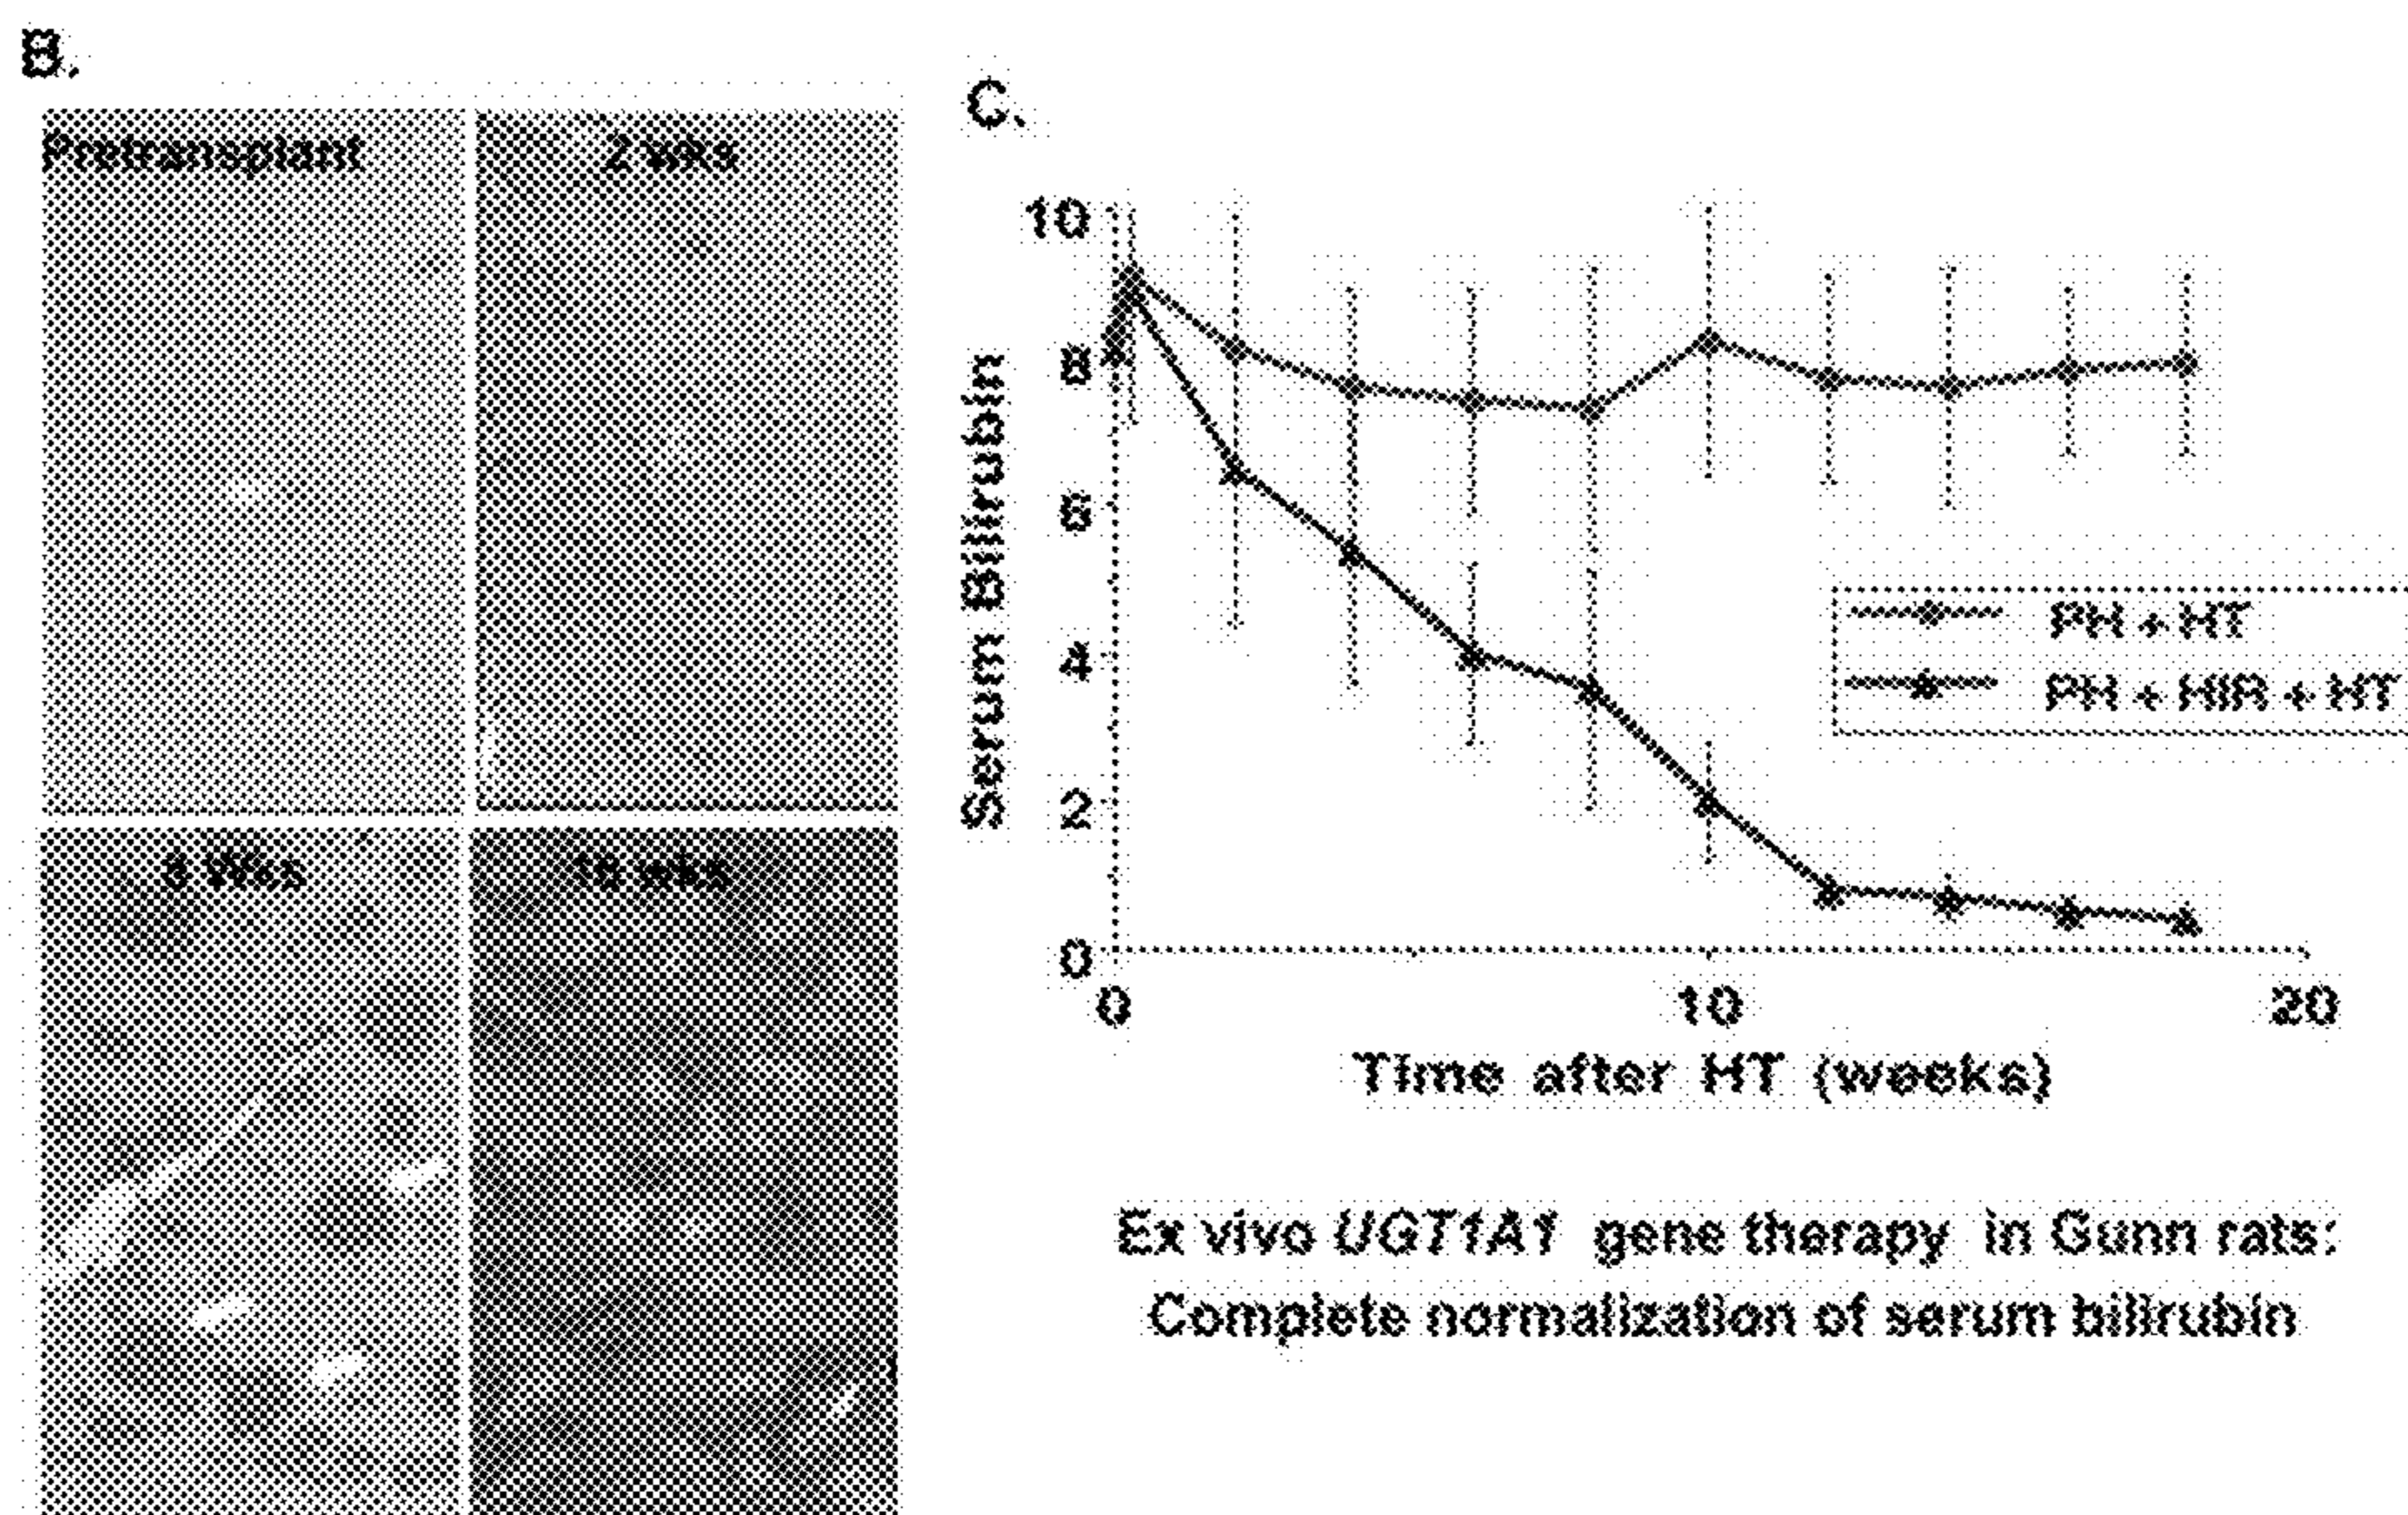 B.
Pretransplant
2 wks
Wks
wks
C.
10
8
6
4
2
0
Serum Bilirubin
0
10
20
Time after HT (weeks)
PH + HT
PH + HIR + HT
Ex vivo UGT1A1 gene therapy in Gunn rats:
Complete normalization of serum bilirubin